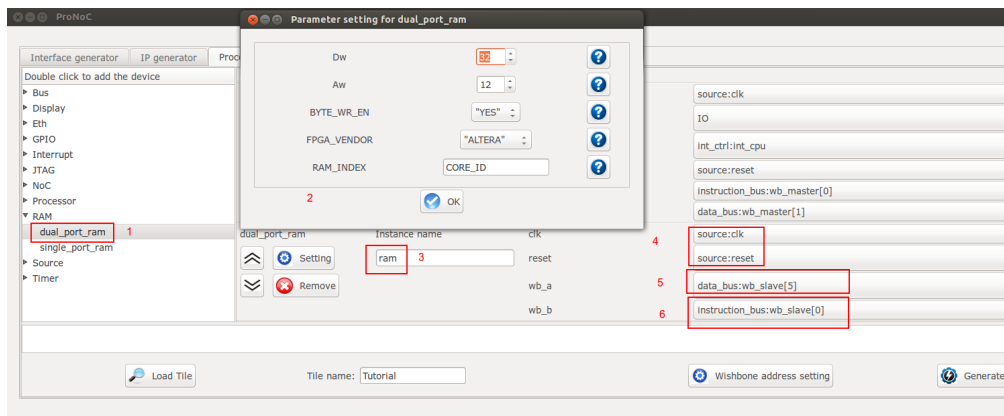 ProNoC
Parameter setting for dual_port_ram
Interface generator
IP generator
Proc
Double click to add the device
Bus
Display
Eth
GPIO
Interrupt
JTAG
NoC
Processor
RAM
dual_port_ram 1
single_port_ram
Source
Timer
Dw 32
Aw 12
BYTE_WR_EN "YES"
FPGA_VENDOR "ALTERA"
RAM_INDEX CORE_ID
2
OK
source:clk
IO
int_ctrl:int_cpu
source:reset
instruction_bus:wb_master[0]
data_bus:wb_master[1]
dual_port_ram Instance name clk 4 source:clk
Setting ram 3 reset source:reset
Remove wb_a 5 data_bus:wb_slave[5]
wb_b 6 instruction_bus:wb_slave[0]
Load Tile Tile name: Tutorial Wishbone address setting Generate